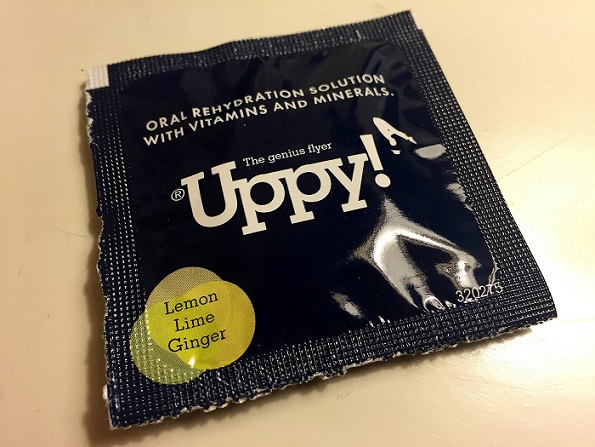 ORAL REHYDRATION SOLUTION
WITH VITAMINS AND MINERALS.
The genius flyer
®Uppy!
Lemon
Lime
Ginger
320275